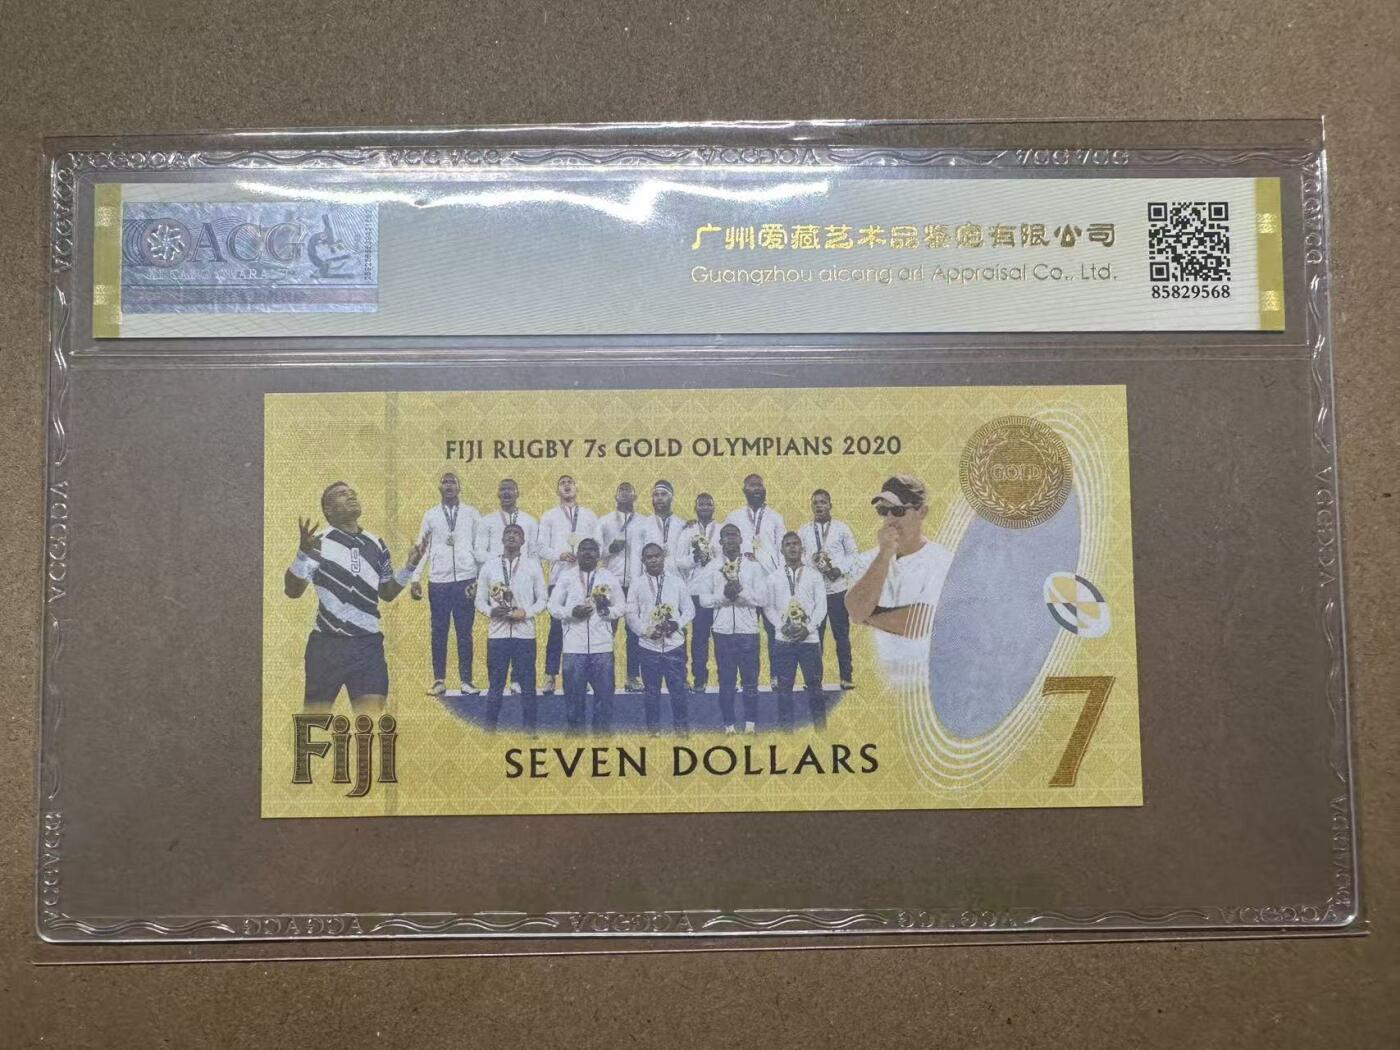 ACG
广州爱藏艺术品鉴定有限公司
Guangzhou aicang art Appraisal Co., Ltd.
85829568
FIJI RUGBY 7s GOLD OLYMPIANS 2020
GOLD
9
Fiji
SEVEN DOLLARS
7